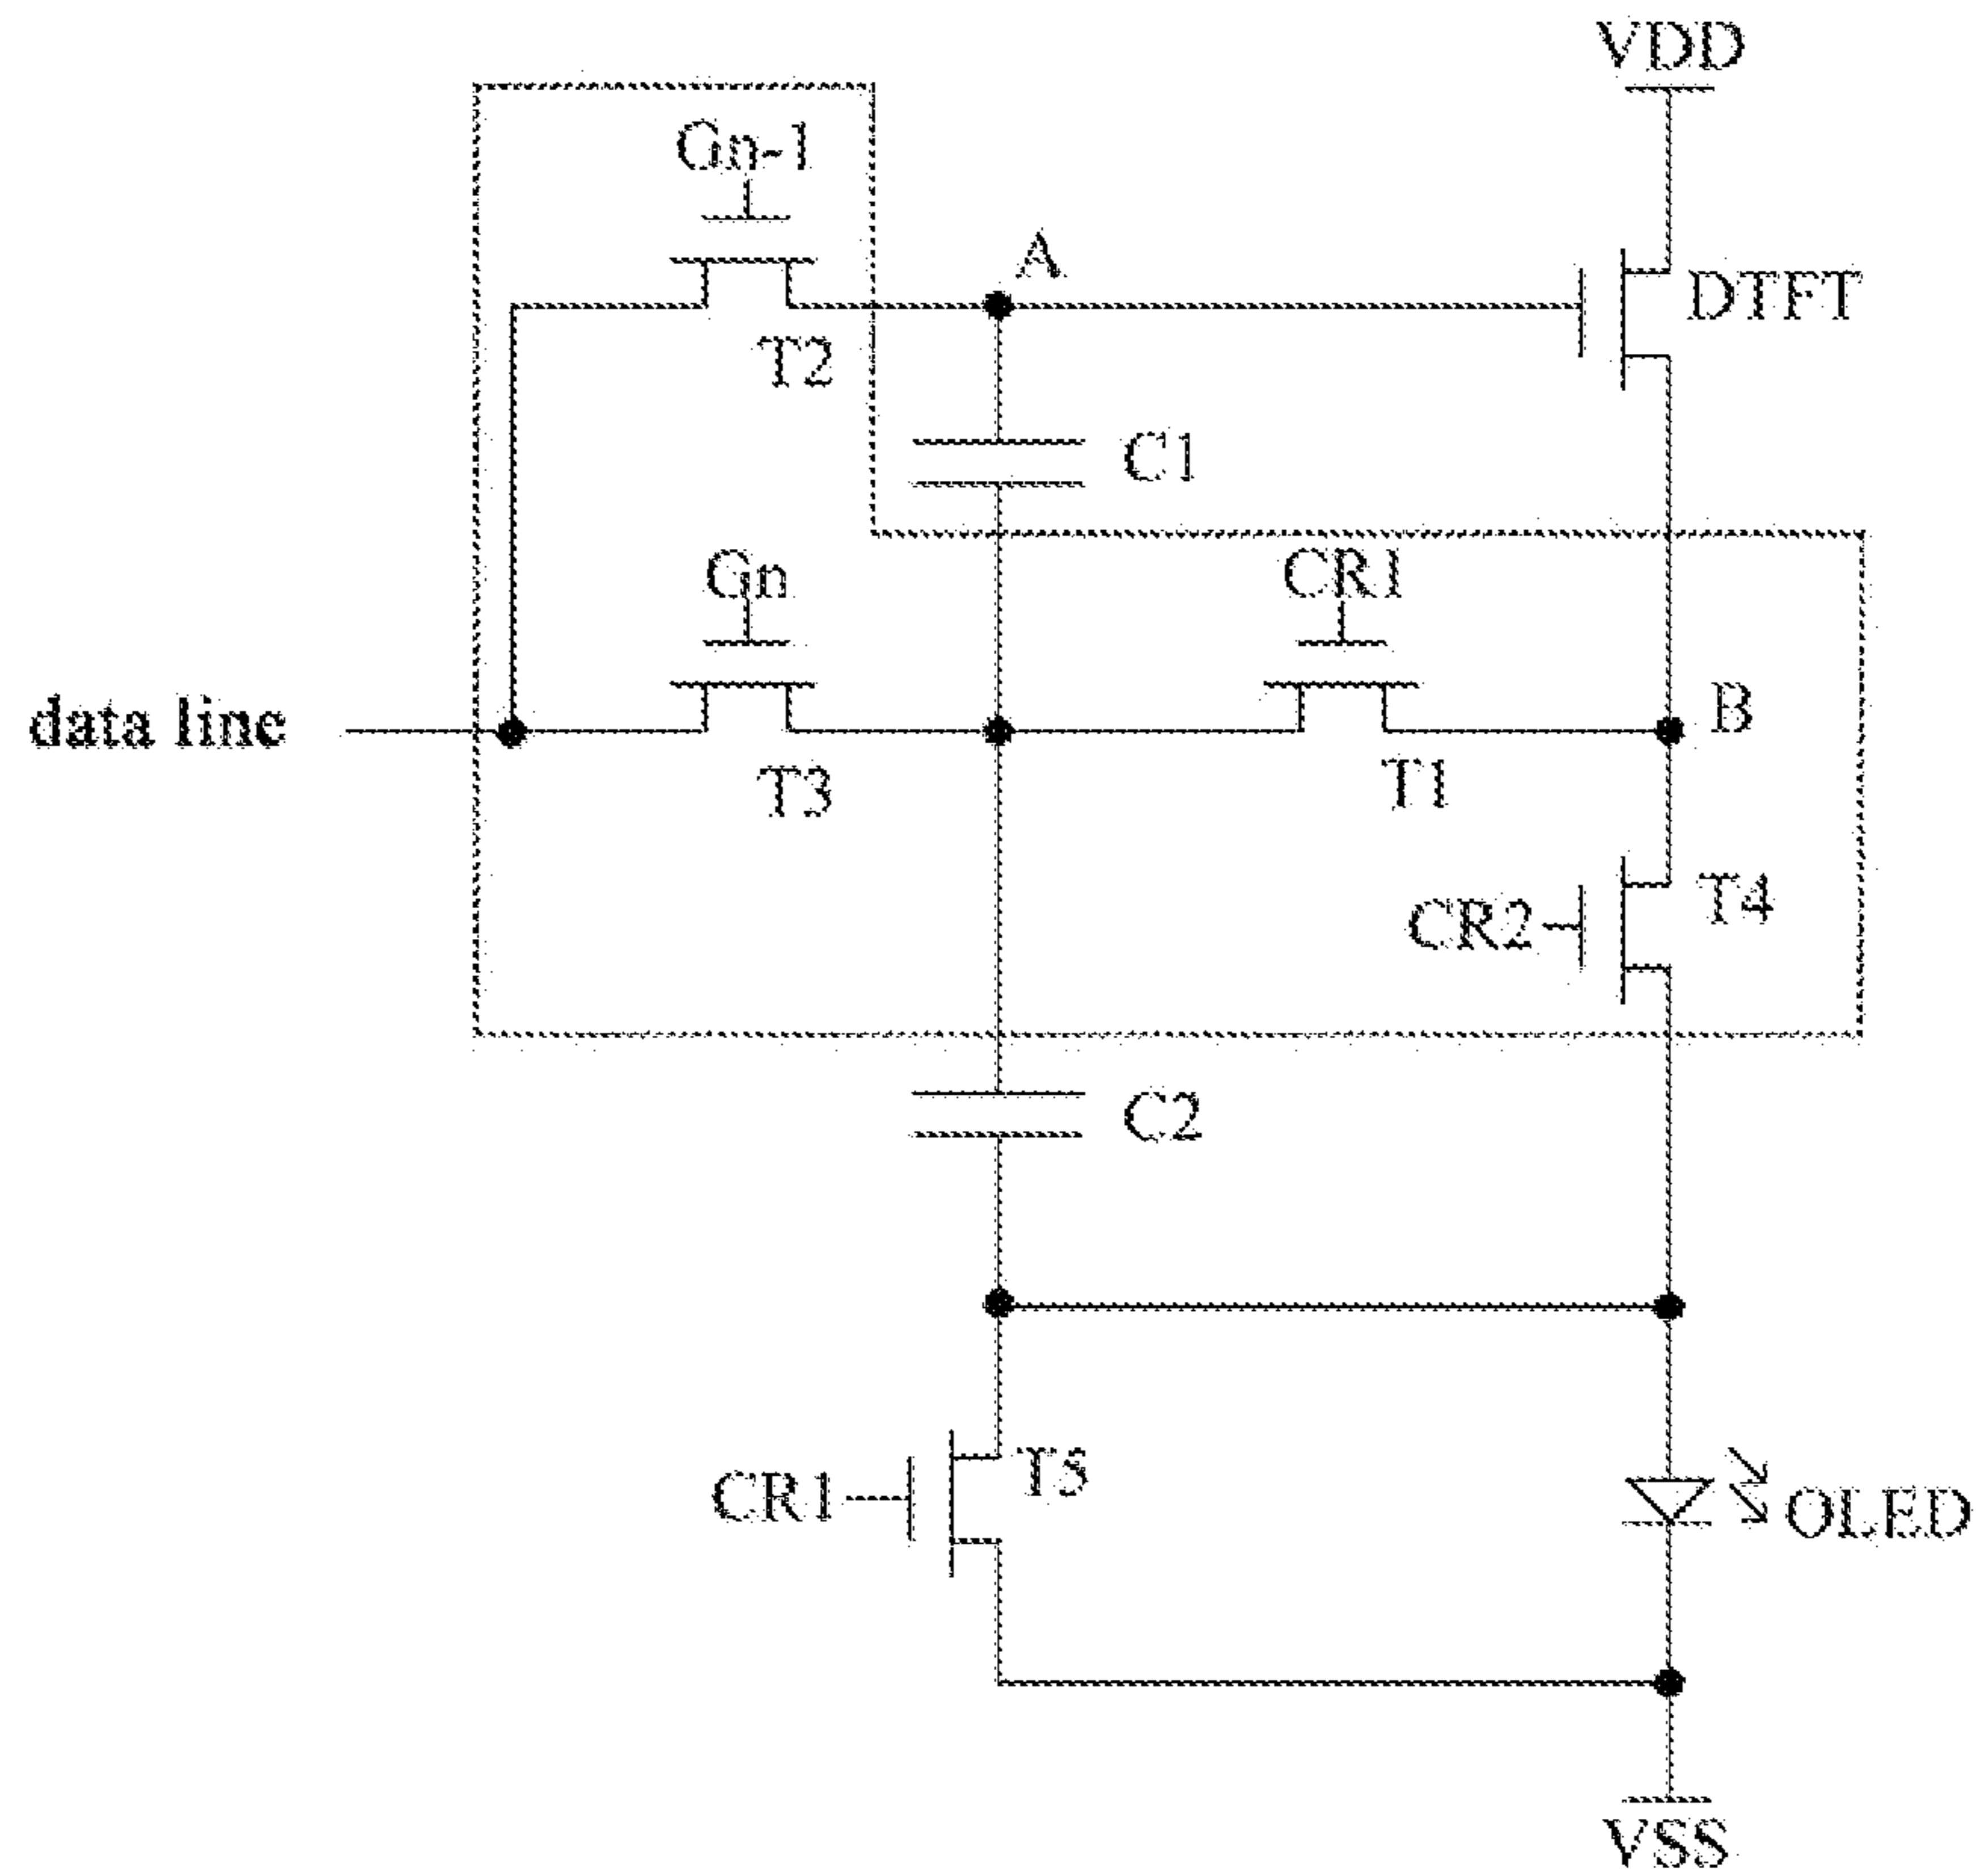 VDD
Gn-1
A
DTFT
T2
C1
Gn
CR1
data line
B
T3
T1
T4
CR2
C2
T5
CR1
OLED
VSS